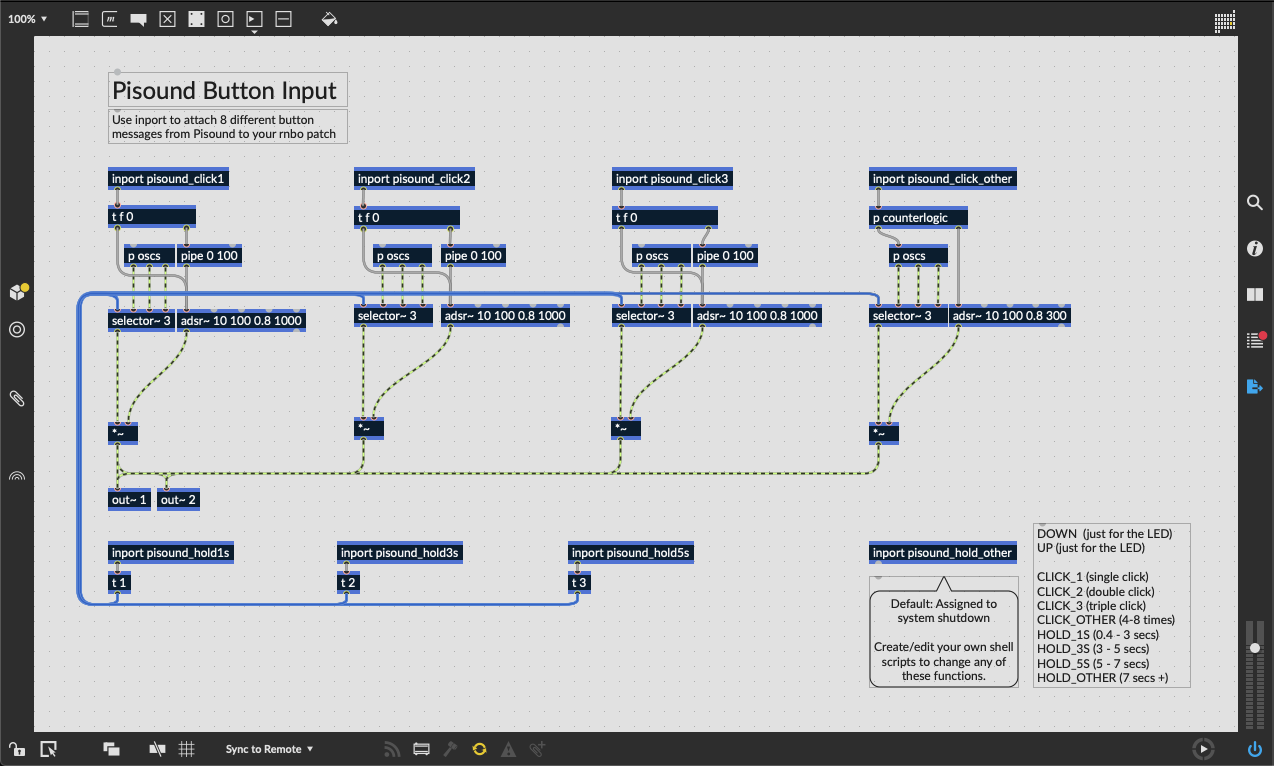 100%
m
Pisound Button Input
Use inport to attach 8 different button
messages from Pisound to your rnbo patch
inport pisound_click1
inport pisound_click2
inport pisound_click3
inport pisound_click_other
t f 0
t f 0
t f 0
p counterlogic
p oscs
pipe 0 100
p oscs
pipe 0 100
p oscs
pipe 0 100
p oscs
selector~ 3
adsr~ 10 100 0.8 1000
selector~ 3
adsr~ 10 100 0.8 1000
selector~ 3
adsr~ 10 100 0.8 1000
selector~ 3
adsr~ 10 100 0.8 300
*~
*~
*~
*~
out~ 1
out~ 2
inport pisound_hold1s
inport pisound_hold3s
inport pisound_hold5s
inport pisound_hold_other
t 1
t 2
t 3
Default: Assigned to
system shutdown
Create/edit your own shell
scripts to change any of
these functions.
DOWN (just for the LED)
UP (just for the LED)
CLICK_1 (single click)
CLICK_2 (double click)
CLICK_3 (triple click)
CLICK_OTHER (4-8 times)
HOLD_1S (0.4 - 3 secs)
HOLD_3S (3 - 5 secs)
HOLD_5S (5 - 7 secs)
HOLD_OTHER (7 secs +)
Sync to Remote